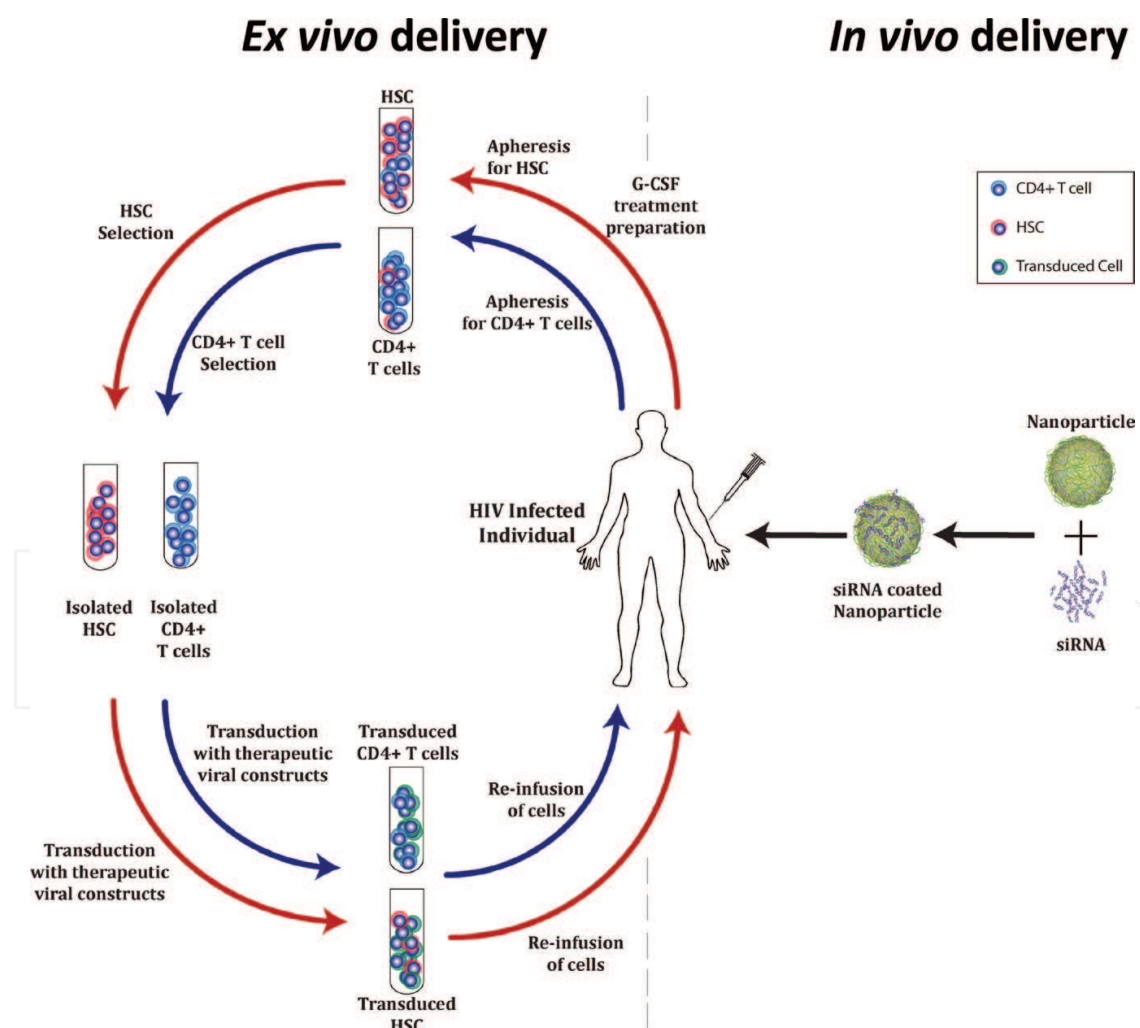 Ex vivo delivery
In vivo delivery
HSC
Apheresis
for HSC
G-CSF
treatment
preparation
CD4+ T cell
HSC
Transduced Cell
HSC
Selection
Apheresis
for CD4+ T cells
CD4+ T cell
Selection
CD4+
T cells
Nanoparticle
HIV Infected
Individual
+
siRNA coated
Nanoparticle
siRNA
Isolated
HSC
Isolated
CD4+
T cells
Transduction
with therapeutic
viral constructs
Transduced
CD4+ T cells
Re-infusion
of cells
Transduction
with therapeutic
viral constructs
Re-infusion
of cells
Transduced
HSC